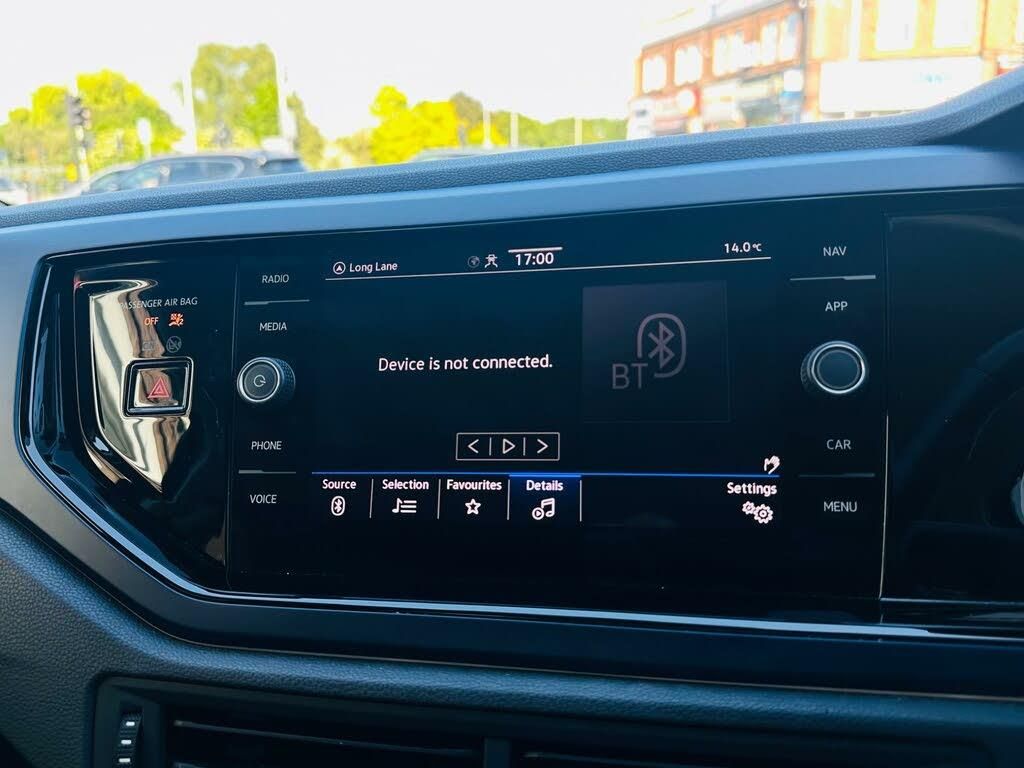 Long Lane
17:00
14.0°C
NAV
RADIO
PASSENGER AIR BAG
OFF
2
MEDIA
APP
Device is not connected.
BT
PHONE
CAR
VOICE
Source
Selection
Favourites
Details
Settings
MENU